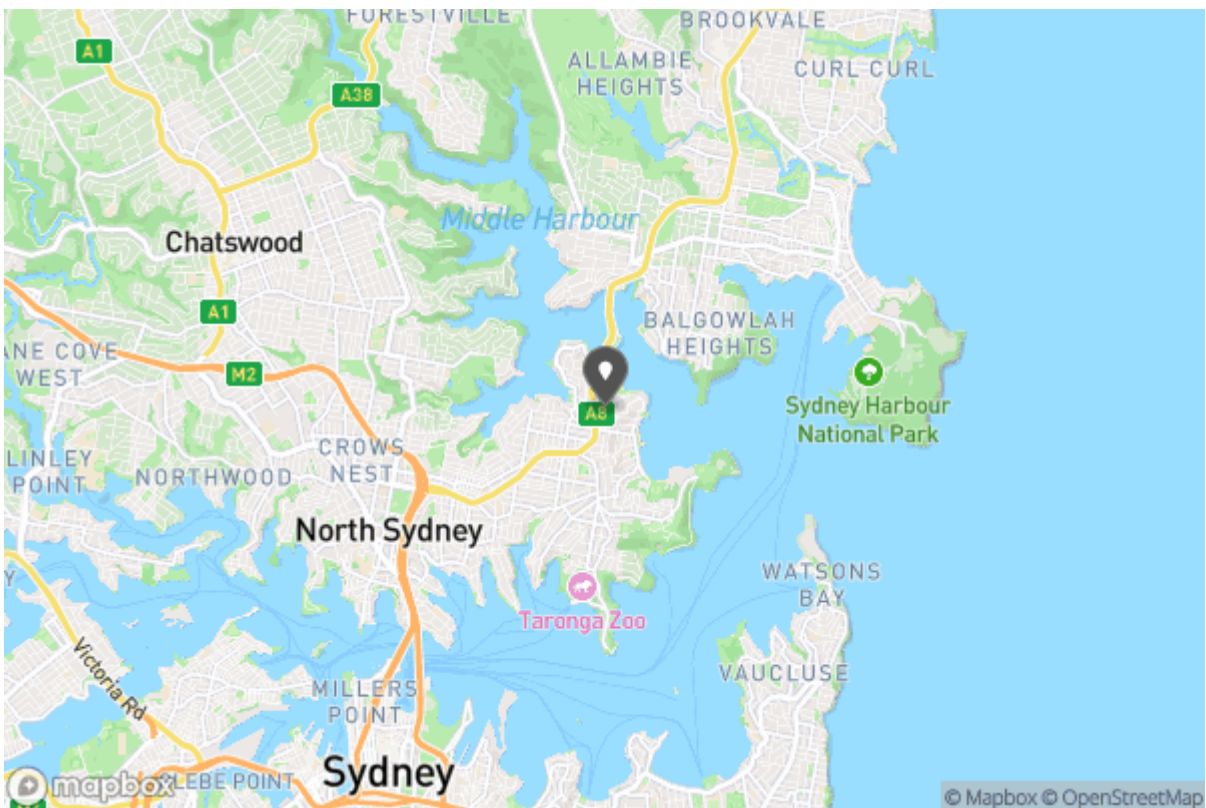 FORESTVILLE
BROOKVALE
A1
ALLAMBIE
HEIGHTS
CURL CURL
A38
Middle Harbour
Chatswood
A1
BALGOWLAH
HEIGHTS
ANE COVE
WEST
M2
A8
Sydney Harbour
National Park
LINLEY
POINT
NORTHWOOD
CROWS
NEST
North Sydney
WATSONS
BAY
Taronga Zoo
Victoria Rd
VAUCLUSE
MILLERS
POINT
Sydney
mapbox
LEBE POINT
© Mapbox © OpenStreetMap